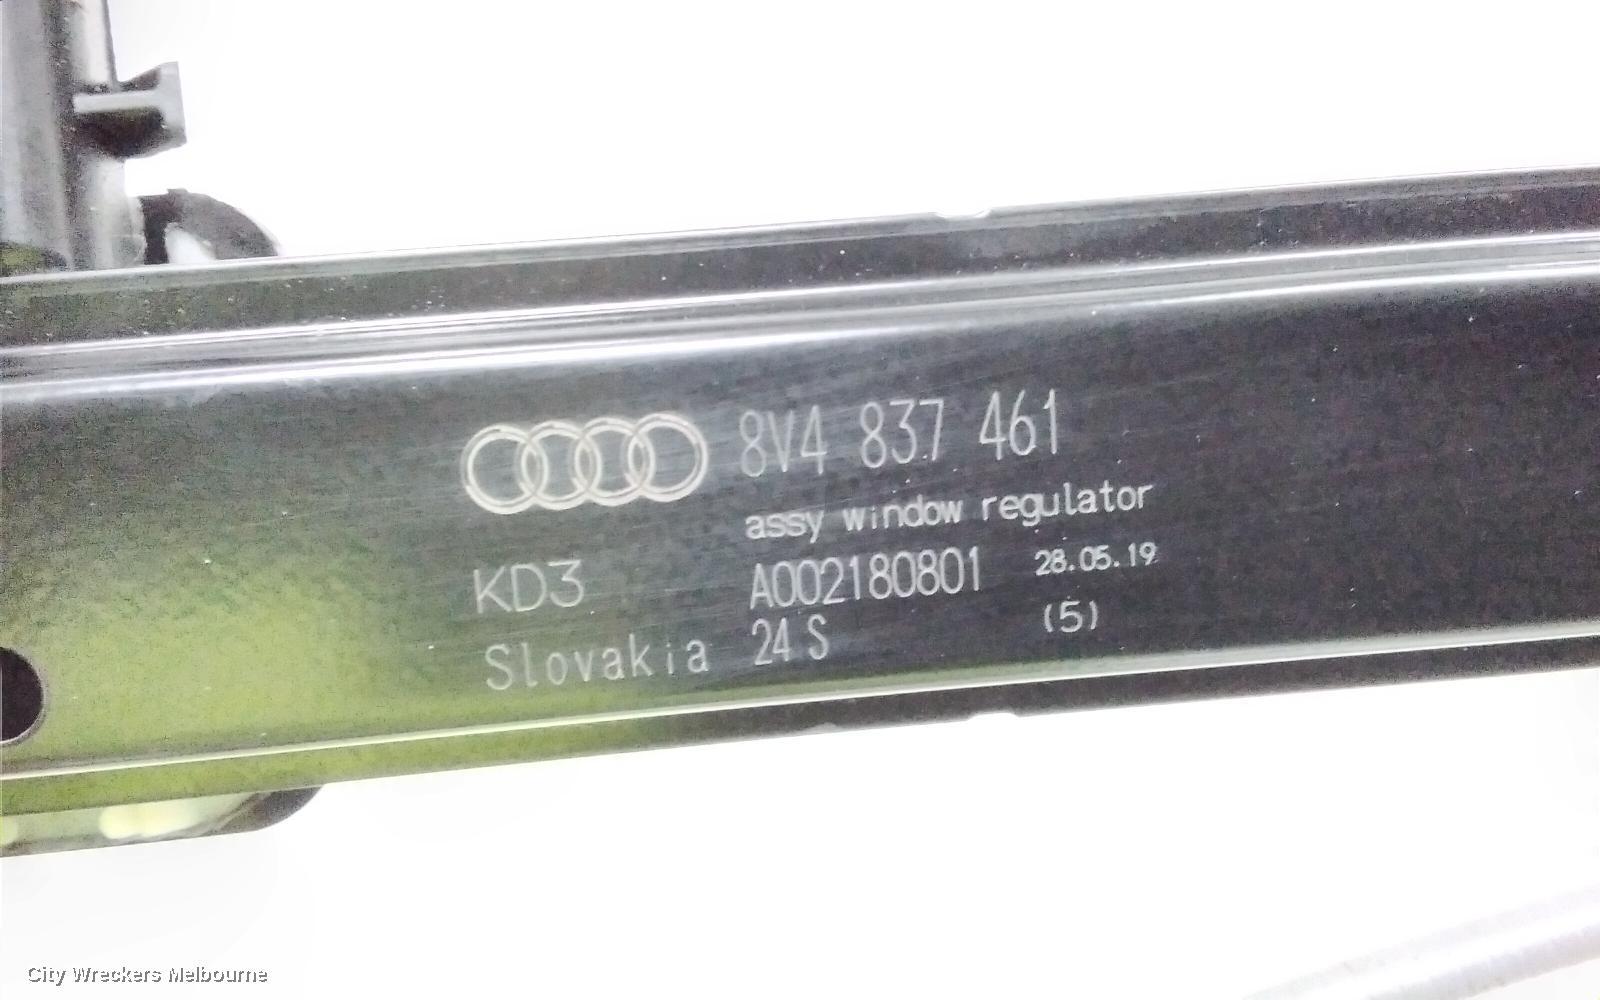 8V4 837 461
assy window regulator
KD3 A002180801 28.05.19
Slovakia 24 S (5)
City Wreckers Melbourne